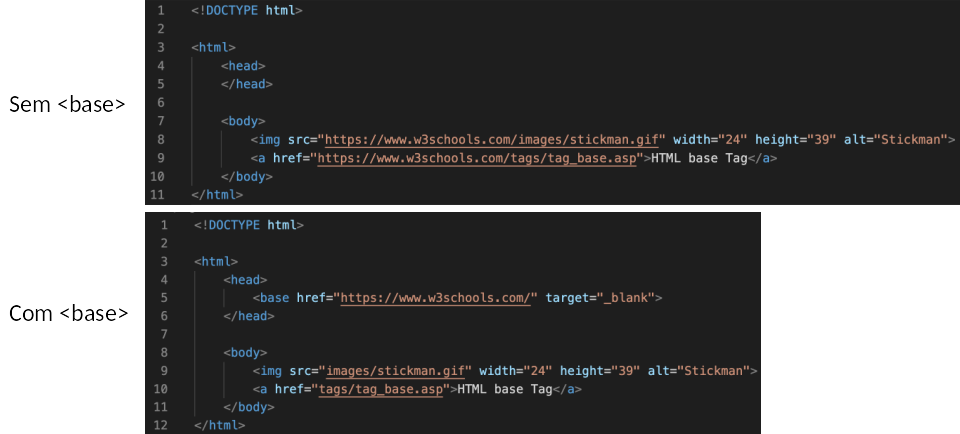 Sem <base>
1 <!DOCTYPE html>
2
3 <html>
4 <head>
5 </head>
6
7 <body>
8 <img src="https://www.w3schools.com/images/stickman.gif" width="24" height="39" alt="Stickman">
9 <a href="https://www.w3schools.com/tags/tag_base.asp">HTML base Tag</a>
10 </body>
11 </html>
Com <base>
1 <!DOCTYPE html>
2
3 <html>
4 <head>
5 <base href="https://www.w3schools.com/" target="_blank">
6 </head>
7
8 <body>
9 <img src="images/stickman.gif" width="24" height="39" alt="Stickman">
10 <a href="tags/tag_base.asp">HTML base Tag</a>
11 </body>
12 </html>